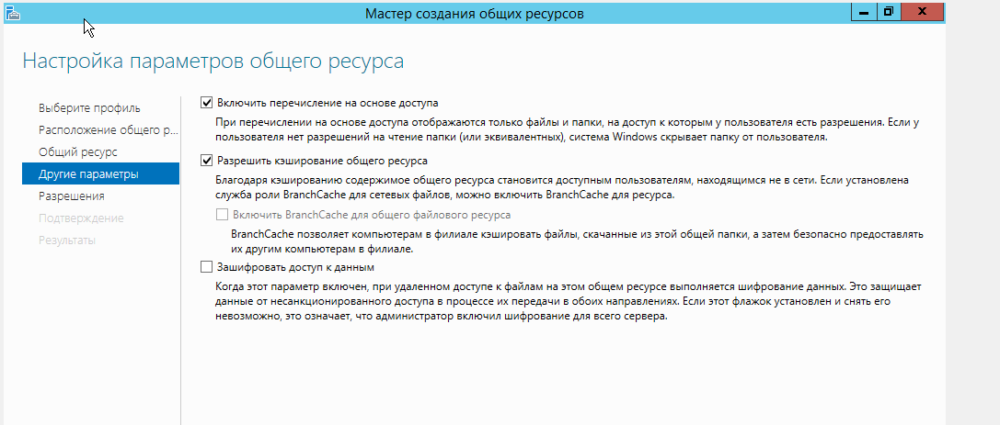 Мастер создания общих ресурсов
Настройка параметров общего ресурса
Выберите профиль
Расположение общего р...
Общий ресурс
Другие параметры
Разрешения
Подтверждение
Результаты
Включить перечисление на основе доступа
При перечислении на основе доступа отображаются только файлы и папки, на доступ к которым у пользователя есть разрешения. Если у
пользователя нет разрешений на чтение папки (или эквивалентных), система Windows скрывает папку от пользователя.
Разрешить кэширование общего ресурса
Благодаря кэшированию содержимое общего ресурса становится доступным пользователям, находящимся не в сети. Если установлена
служба роли BranchCache для сетевых файлов, можно включить BranchCache для ресурса.
Включить BranchCache для общего файлового ресурса
BranchCache позволяет компьютерам в филиале кэшировать файлы, скачанные из этой общей папки, а затем безопасно предоставлять
их другим компьютерам в филиале.
Зашифровать доступ к данным
Когда этот параметр включен, при удаленном доступе к файлам на этом общем ресурсе выполняется шифрование данных. Это защищает
данные от несанкционированного доступа в процессе их передачи в обоих направлениях. Если этот флажок установлен и снять его
невозможно, это означает, что администратор включил шифрование для всего сервера.